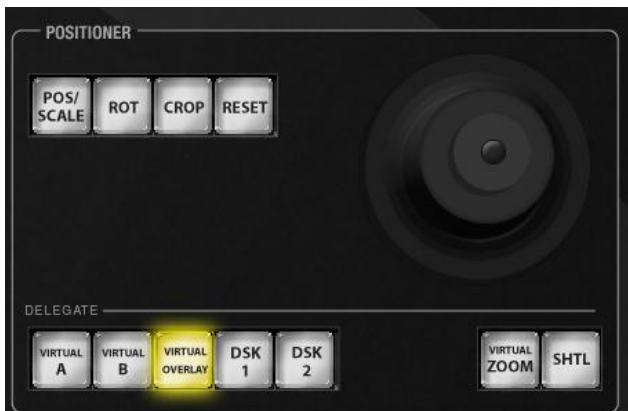 POSITIONER
POS/
SCALE
ROT
CROP
RESET
DELEGATE
VIRTUAL
A
VIRTUAL
B
VIRTUAL
OVERLAY
DSK
1
DSK
2
VIRTUAL
ZOOM
SHTL